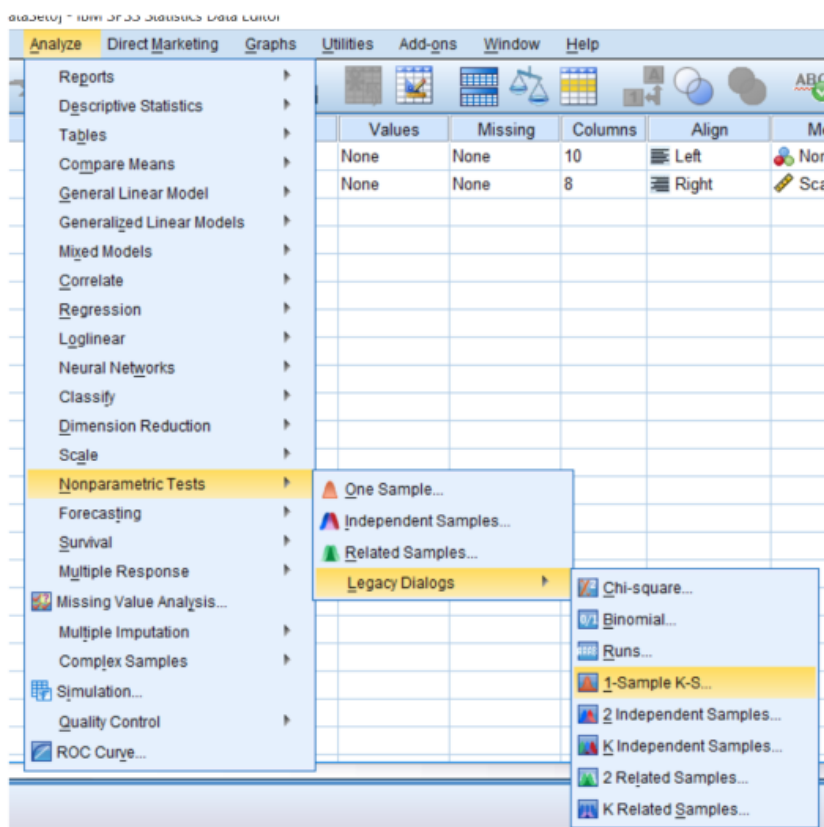 IBM SPSS Statistics Data Editor
Analyze Direct Marketing Graphs Utilities Add-ons Window Help
Values Missing Columns Align
None None 10 Left
None None 8 Right
Reports
Descriptive Statistics
Tables
Compare Means
General Linear Model
Generalized Linear Models
Mixed Models
Correlate
Regression
Loglinear
Neural Networks
Classify
Dimension Reduction
Scale
Nonparametric Tests
Forecasting
Survival
Multiple Response
Missing Value Analysis...
Multiple Imputation
Complex Samples
Simulation...
Quality Control
ROC Curve...
One Sample...
Independent Samples...
Related Samples...
Legacy Dialogs
Chi-square...
Binomial...
Runs...
1-Sample K-S...
2 Independent Samples...
K Independent Samples...
2 Related Samples...
K Related Samples...